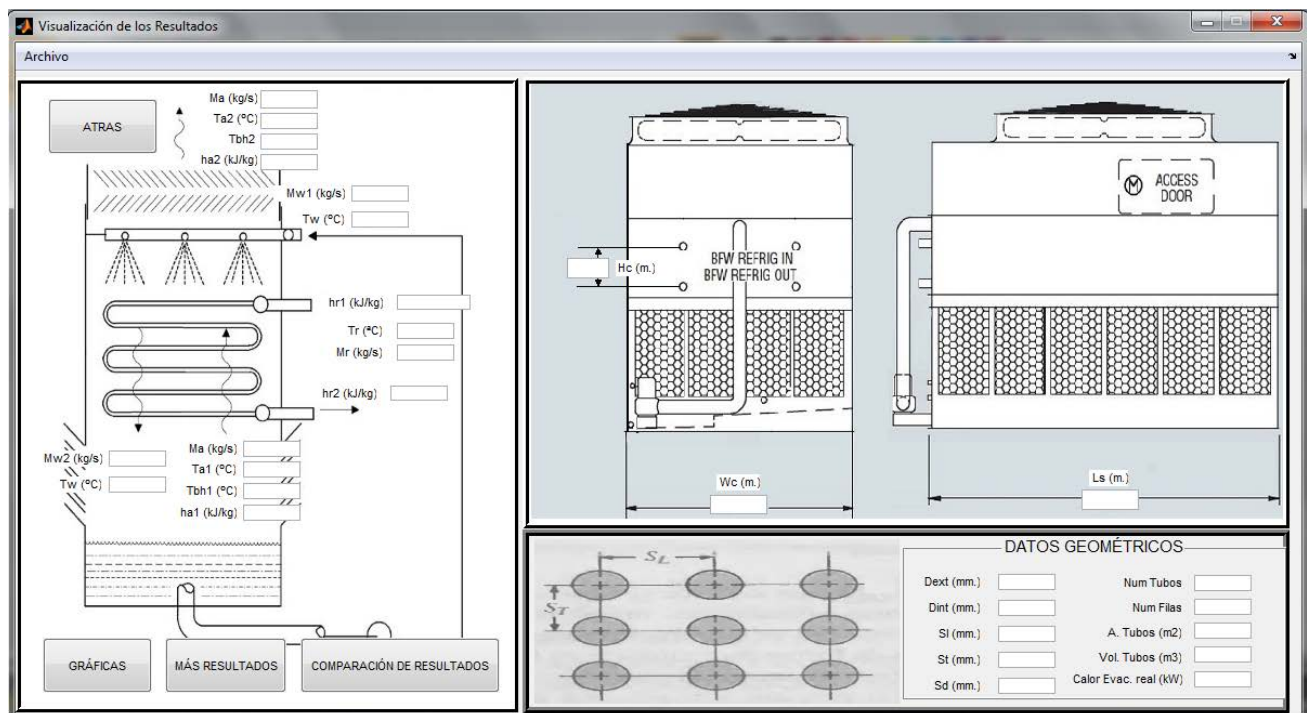 Visualización de los Resultados
Archivo
ATRAS
Ma (kg/s)
Ta2 (ºC)
Tbh2
ha2 (kJ/kg)
Mw1 (kg/s)
Tw (ºC)
hr1 (kJ/kg)
Tr (ºC)
Mr (kg/s)
hr2 (kJ/kg)
Mw2 (kg/s)
Tw (ºC)
Ma (kg/s)
Ta1 (ºC)
Tbh1 (ºC)
ha1 (kJ/kg)
GRÁFICAS
MÁS RESULTADOS
COMPARACIÓN DE RESULTADOS
Hc (m.)
BFW REFRIG IN
BFW REFRIG OUT
M
ACCESS
DOOR
Wc (m.)
Ls (m.)
SL
ST
DATOS GEOMÉTRICOS
Dext (mm.)
Dint (mm.)
Sl (mm.)
St (mm.)
Sd (mm.)
Num Tubos
Num Filas
A. Tubos (m2)
Vol. Tubos (m3)
Calor Evac. real (kW)